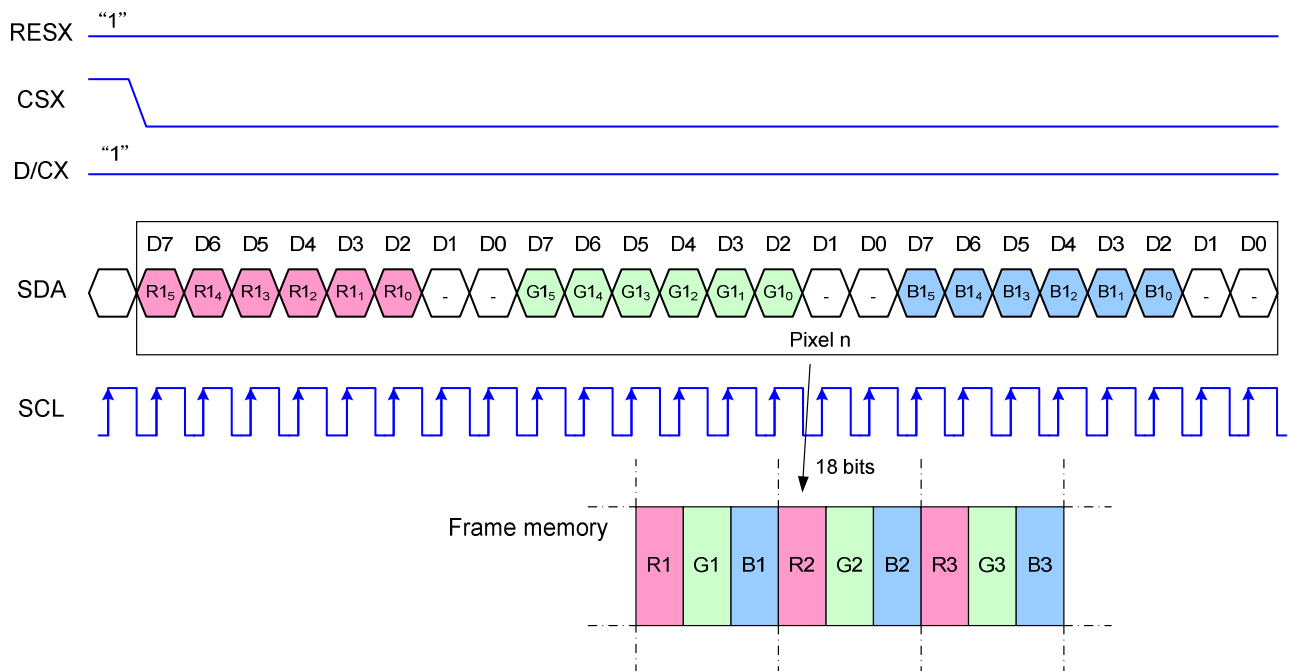 RESX “1”
CSX
D/CX “1”
D7 D6 D5 D4 D3 D2 D1 D0 D7 D6 D5 D4 D3 D2 D1 D0 D7 D6 D5 D4 D3 D2 D1 D0
SDA R1₅ R1₄ R1₃ R1₂ R1₁ R1₀ - - G1₅ G1₄ G1₃ G1₂ G1₁ G1₀ - - B1₅ B1₄ B1₃ B1₂ B1₁ B1₀ - -
Pixel n
SCL
18 bits
Frame memory
R1 G1 B1 R2 G2 B2 R3 G3 B3